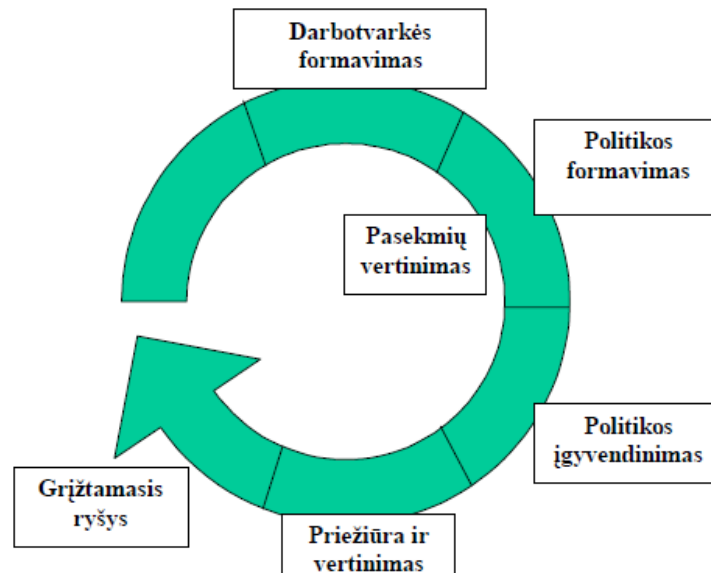 Darbotvarkės
formavimas
Politikos
formavimas
Pasekmių
vertinimas
Politikos
įgyvendinimas
Grįžtamasis
ryšys
Priežiūra ir
vertinimas